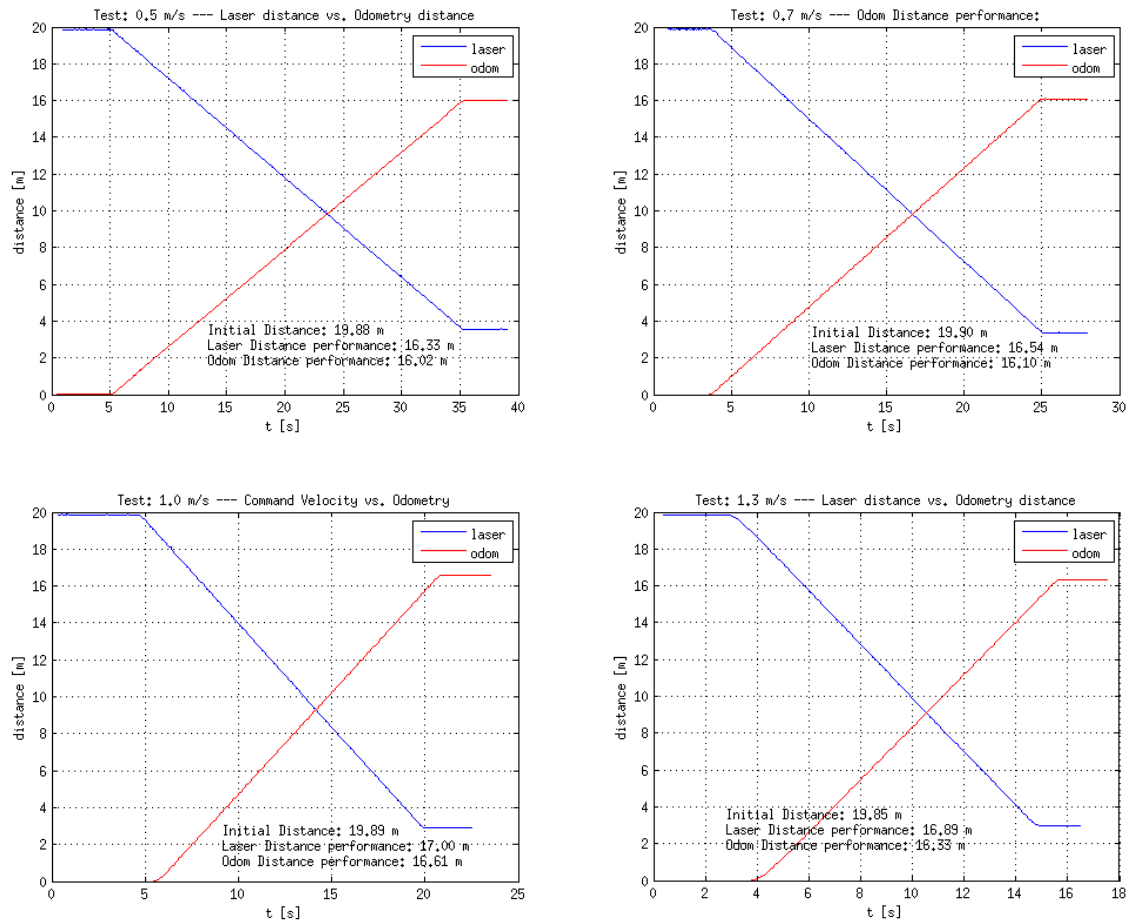 Test: 0.5 m/s --- Laser distance vs. Odometry distance
20
18
16
14
12
10
8
6
4
2
0
distance [m]
laser
odom
Initial Distance: 19.88 m
Laser Distance performance: 16.33 m
Odom Distance performance: 16.02 m
0 5 10 15 20 25 30 35 40
t [s]
Test: 0.7 m/s --- Odom Distance performance:
20
18
16
14
12
10
8
6
4
2
0
distance [m]
laser
odom
Initial Distance: 19.90 m
Laser Distance performance: 16.54 m
Odom Distance performance: 16.10 m
0 5 10 15 20 25 30
t [s]
Test: 1.0 m/s --- Command Velocity vs. Odometry
20
18
16
14
12
10
8
6
4
2
0
distance [m]
laser
odom
Initial Distance: 19.89 m
Laser Distance performance: 17.00 m
Odom Distance performance: 16.61 m
0 5 10 15 20 25
t [s]
Test: 1.3 m/s --- Laser distance vs. Odometry distance
20
18
16
14
12
10
8
6
4
2
0
distance [m]
laser
odom
Initial Distance: 19.85 m
Laser Distance performance: 16.89 m
Odom Distance performance: 16.33 m
0 2 4 6 8 10 12 14 16 18
t [s]